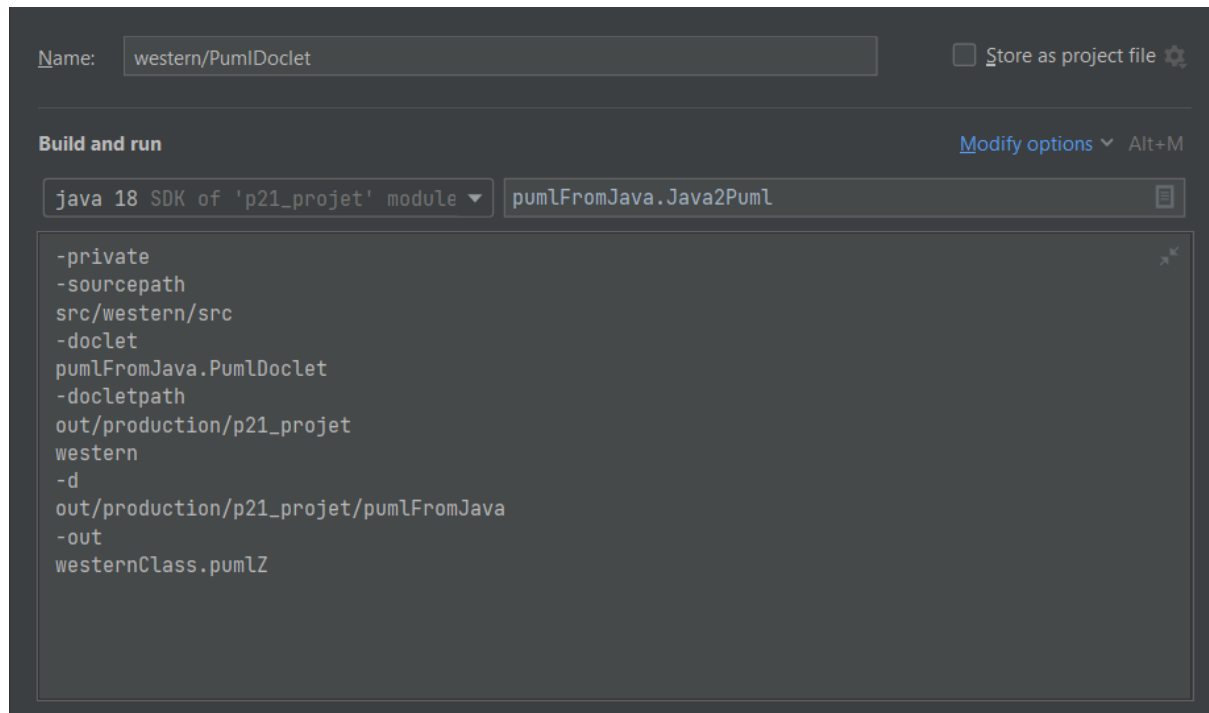 Name: western/PumlDoclet Store as project file
Build and run Modify options Alt+M
java 18 SDK of 'p21_projet' module pumlFromJava.Java2Puml
-private
-sourcepath
src/western/src
-doclet
pumlFromJava.PumlDoclet
-docletpath
out/production/p21_projet
western
-d
out/production/p21_projet/pumlFromJava
-out
westernClass.pumlZ